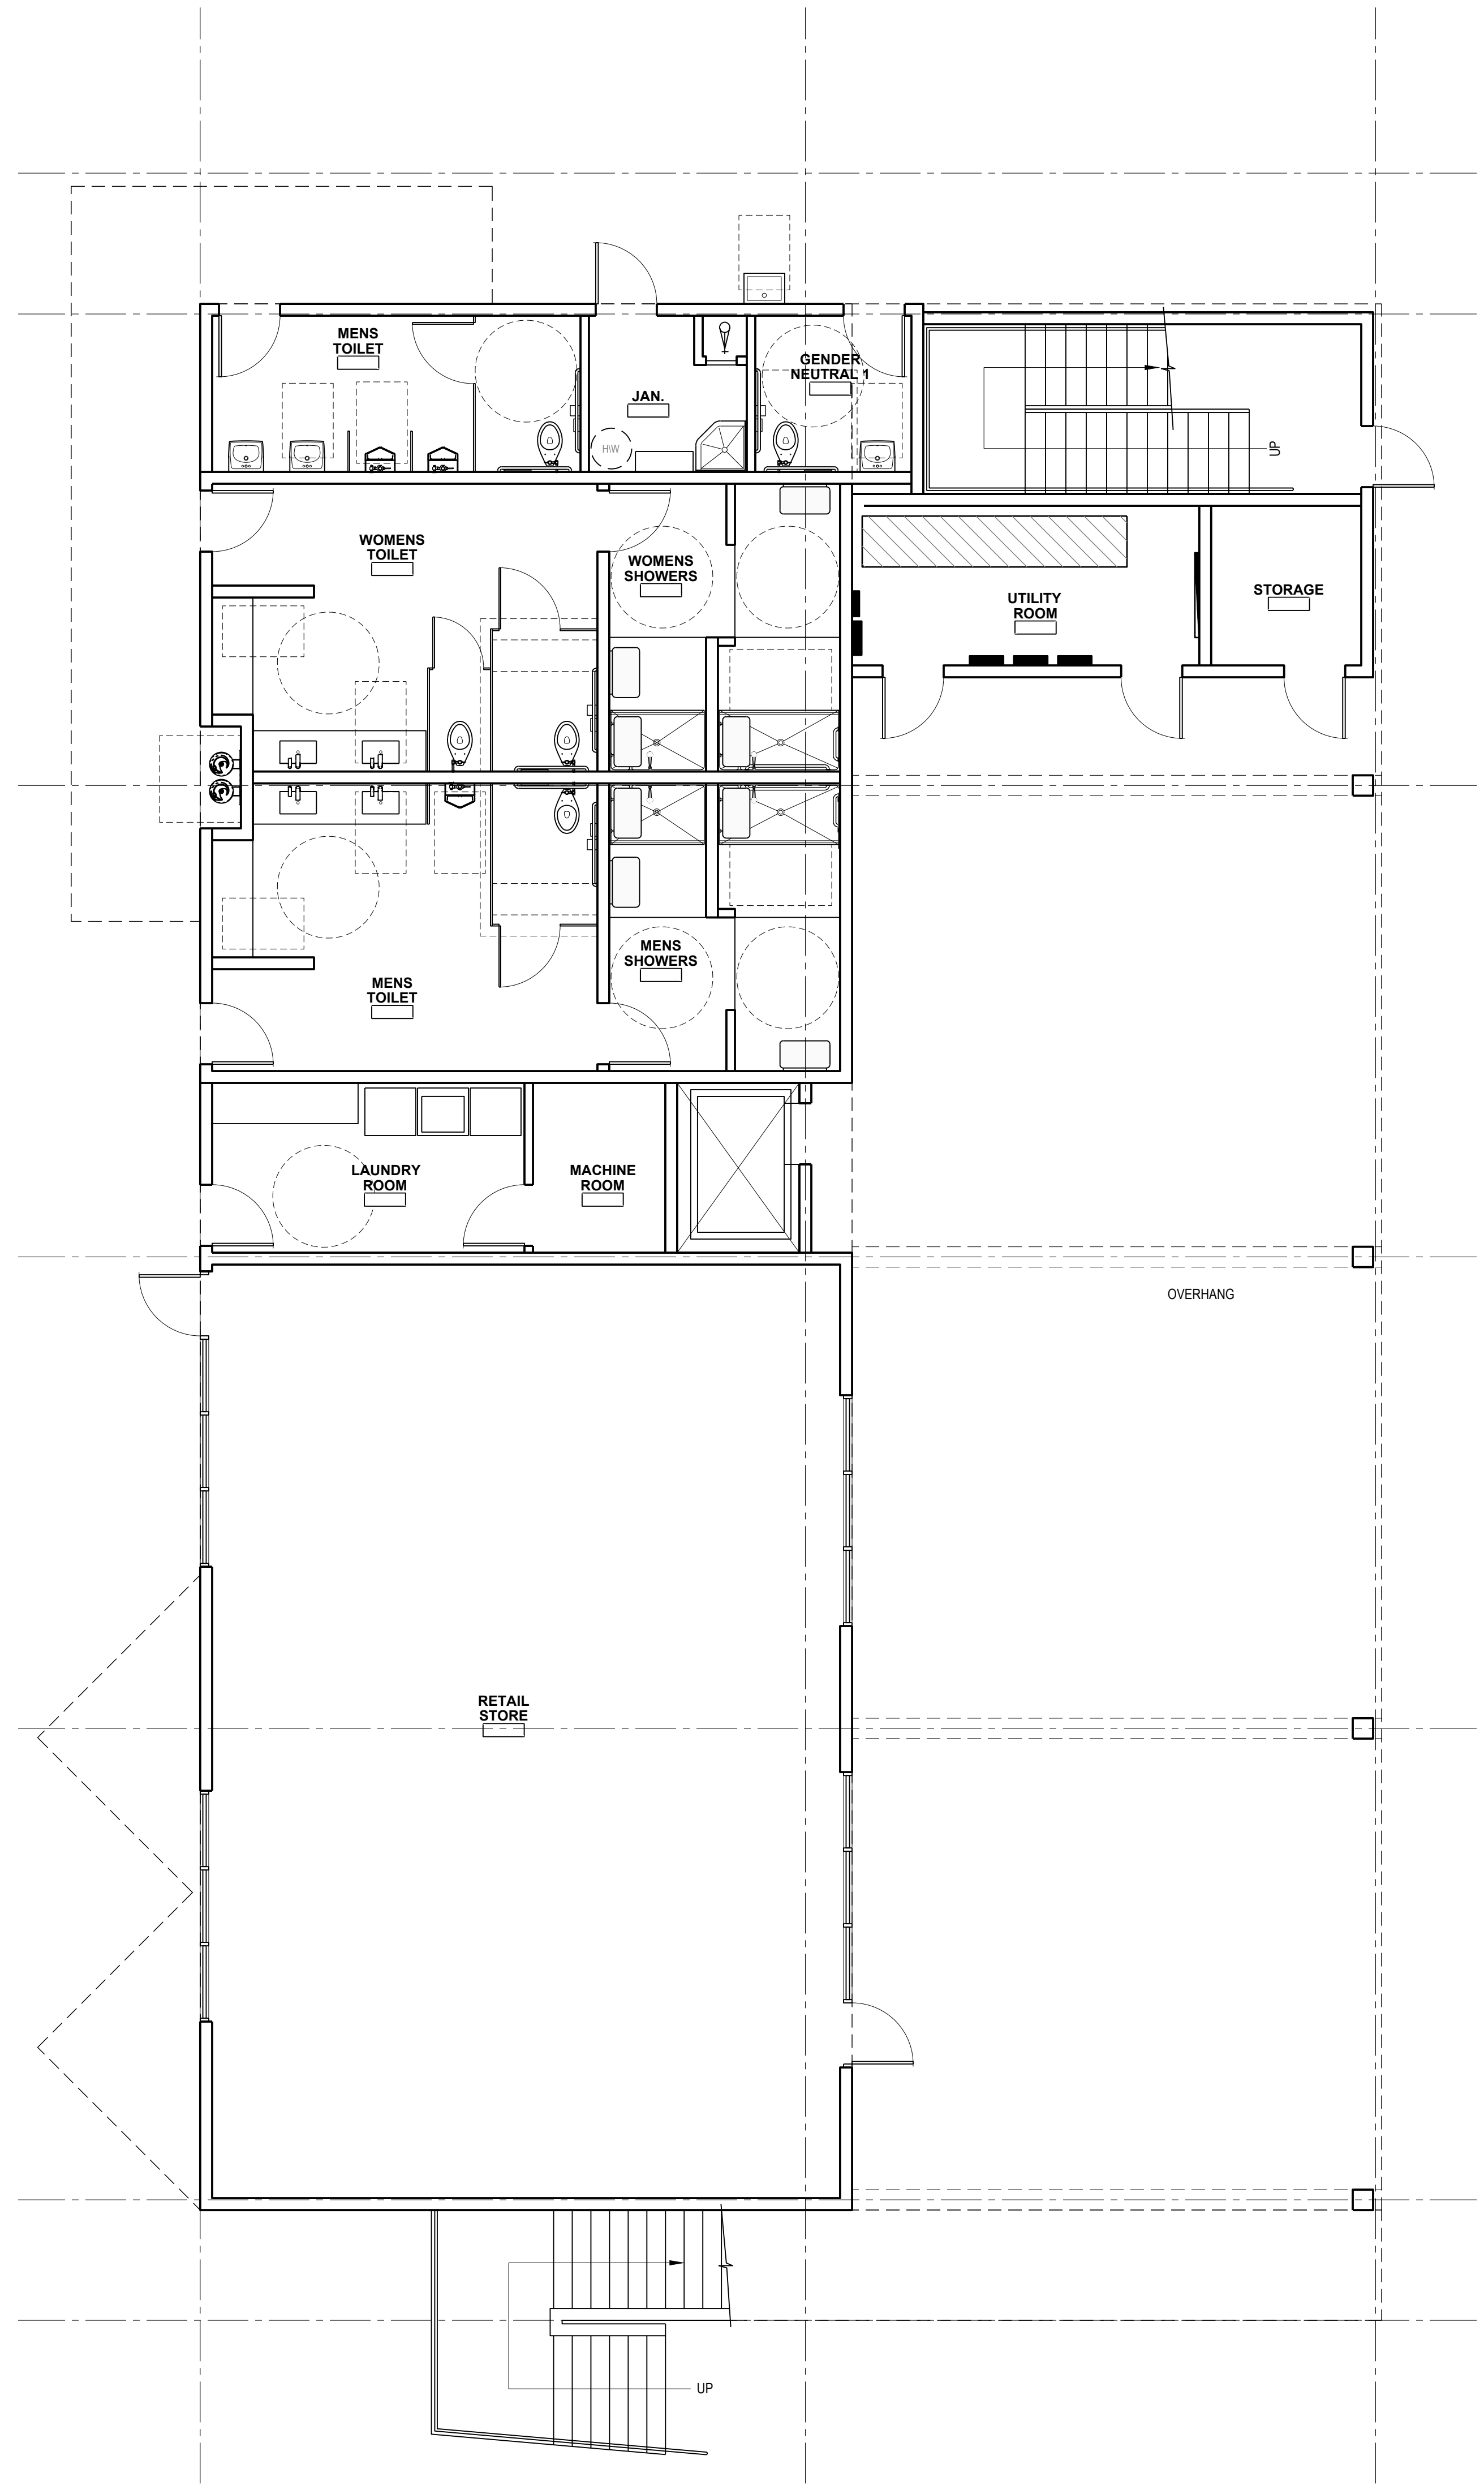 MENS
TOILET
JAN.
HW
GENDER
NEUTRAL 1
UP
WOMENS
TOILET
WOMENS
SHOWERS
UTILITY
ROOM
STORAGE
MENS
TOILET
MENS
SHOWERS
LAUNDRY
ROOM
MACHINE
ROOM
OVERHANG
RETAIL
STORE
UP